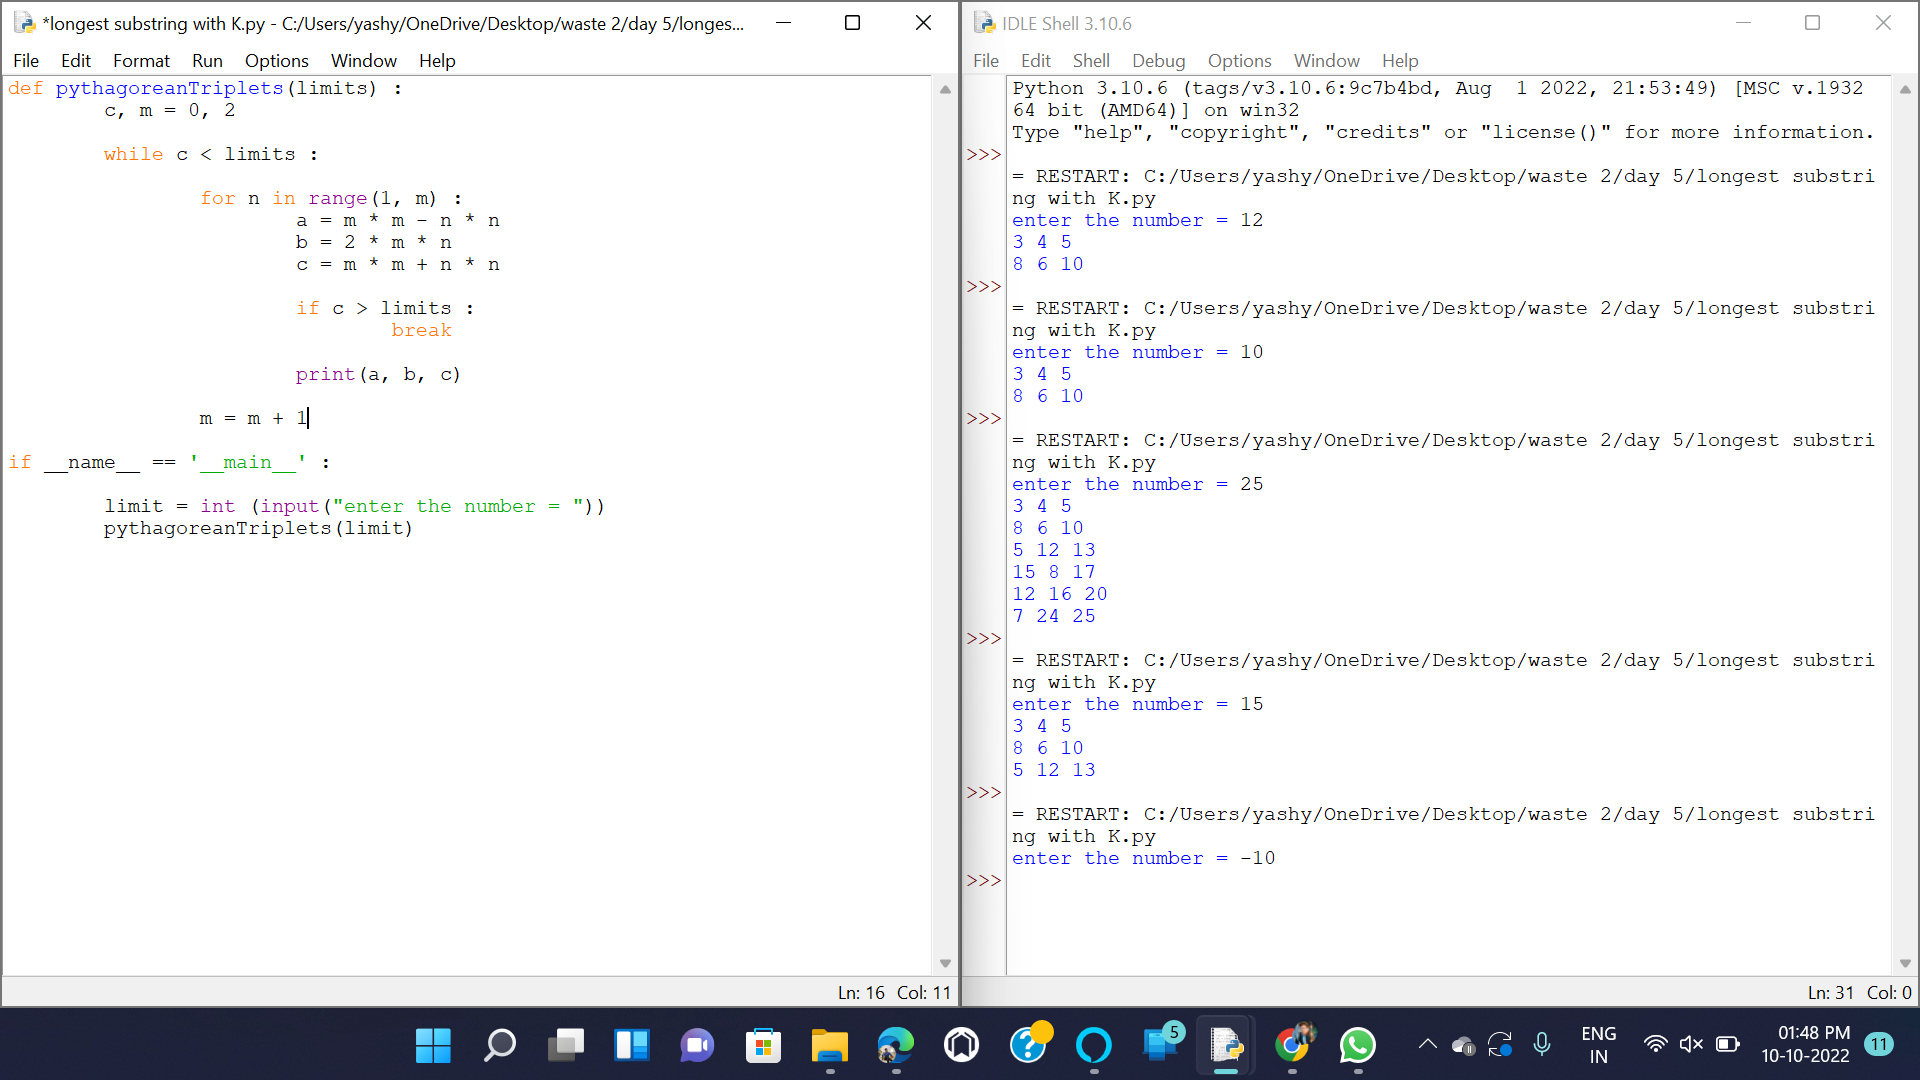 *longest substring with K.py - C:/Users/yashy/OneDrive/Desktop/waste 2/day 5/longes...
File Edit Format Run Options Window Help
def pythagoreanTriplets(limits) :
c, m = 0, 2
while c < limits :
for n in range(1, m) :
a = m * m - n * n
b = 2 * m * n
c = m * m + n * n
if c > limits :
break
print(a, b, c)
m = m + 1
if __name__ == '__main__' :
limit = int (input("enter the number = "))
pythagoreanTriplets(limit)
Ln: 16 Col: 11
IDLE Shell 3.10.6
File Edit Shell Debug Options Window Help
Python 3.10.6 (tags/v3.10.6:9c7b4bd, Aug  1 2022, 21:53:49) [MSC v.1932
64 bit (AMD64)] on win32
Type "help", "copyright", "credits" or "license()" for more information.
>>>
= RESTART: C:/Users/yashy/OneDrive/Desktop/waste 2/day 5/longest substri
ng with K.py
enter the number = 12
3 4 5
8 6 10
>>>
= RESTART: C:/Users/yashy/OneDrive/Desktop/waste 2/day 5/longest substri
ng with K.py
enter the number = 10
3 4 5
8 6 10
>>>
= RESTART: C:/Users/yashy/OneDrive/Desktop/waste 2/day 5/longest substri
ng with K.py
enter the number = 25
3 4 5
8 6 10
5 12 13
15 8 17
12 16 20
7 24 25
>>>
= RESTART: C:/Users/yashy/OneDrive/Desktop/waste 2/day 5/longest substri
ng with K.py
enter the number = 15
3 4 5
8 6 10
5 12 13
>>>
= RESTART: C:/Users/yashy/OneDrive/Desktop/waste 2/day 5/longest substri
ng with K.py
enter the number = -10
>>>
Ln: 31 Col: 0
5
ENG
IN
01:48 PM
10-10-2022
11